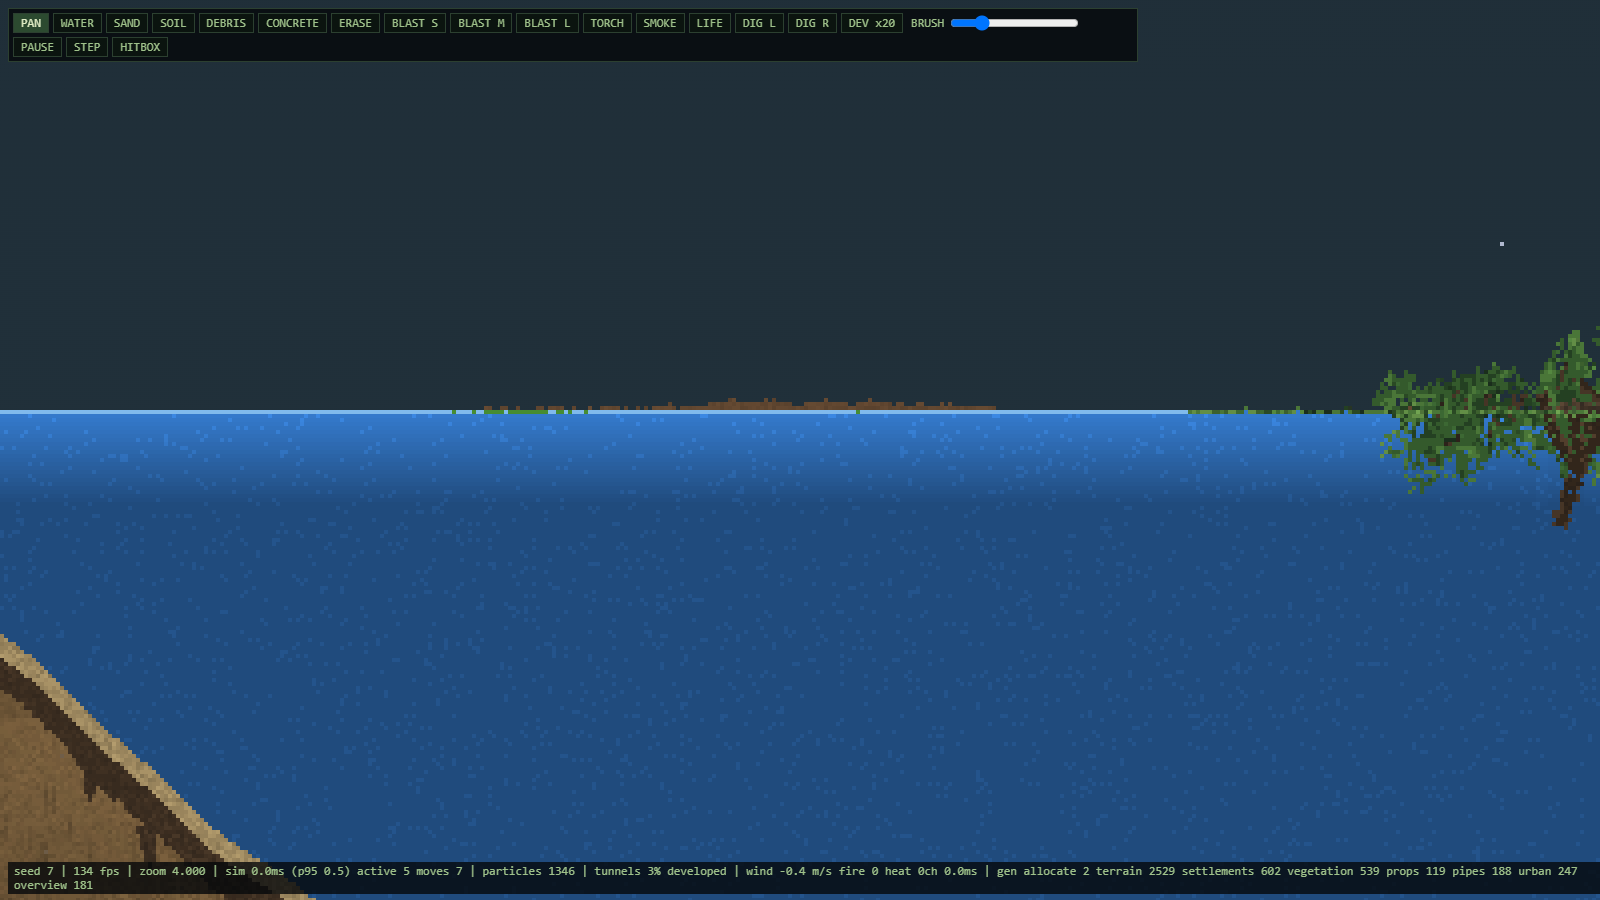 PAN WATER SAND SOIL DEBRIS CONCRETE ERASE BLAST S BLAST M BLAST L TORCH SMOKE LIFE DIG L DIG R DEV x20 BRUSH
PAUSE STEP HITBOX
seed 7 | 134 fps | zoom 4.000 | sim 0.0ms (p95 0.5) active 5 moves 7 | particles 1346 | tunnels 3% developed | wind -0.4 m/s fire 0 heat 0ch 0.0ms | gen allocate 2 terrain 2529 settlements 602 vegetation 539 props 119 pipes 188 urban 247
overview 181